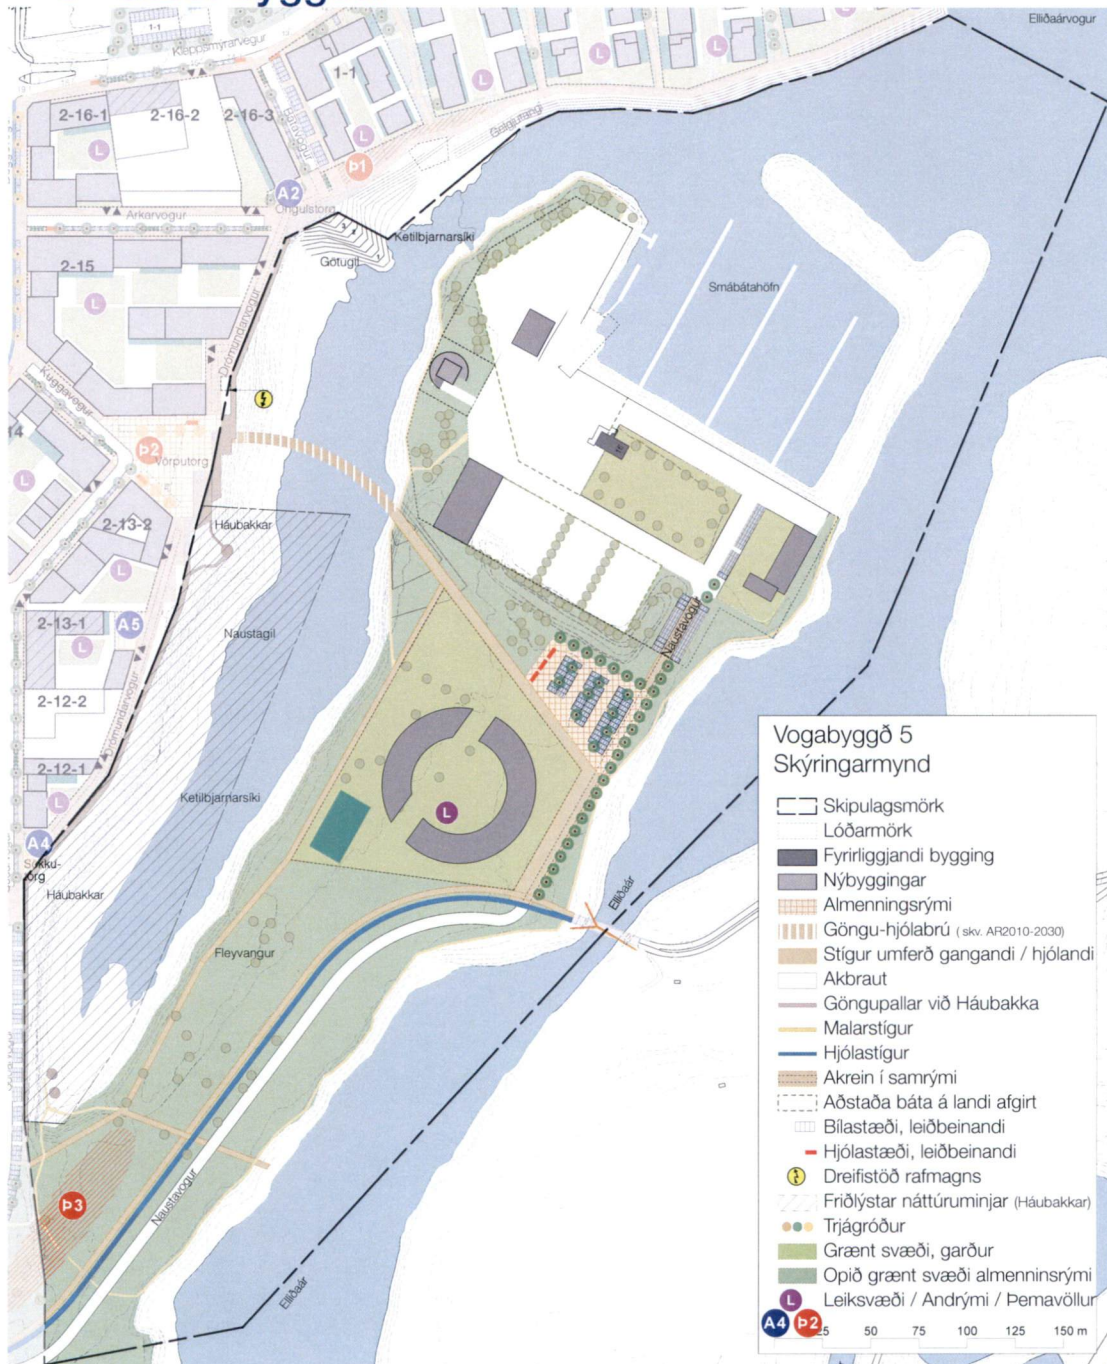 Elliðaárvogur
1-1
Kleppsmýrarvegur
L
L
L
1-1
L
2-16-1
2-16-2
2-16-3
L
L
Þ1
A2
Arkarvogur
Ketilbjarnarsíki
Götugil
2-15
L
Smábátahöfn
Drómundarvogur
Kuggavogur
14
Þ2
Vörputorg
L
2-13-2
Háubakkar
L
2-13-1
A5
L
Naustagil
Naustavogur
2-12-2
Drómundarvogur
2-12-1
Ketilbjarnarsíki
L
L
A4
Háubakkar
Elliðaár
Fleyvangur
Þ3
Naustavogur
Elliðaár
Vogabyggð 5
Skýringarmynd
Skipulagsmörk
Lóðarmörk
Fyrirliggjandi bygging
Nýbyggingar
Almenningsrými
Göngu-hjólabrú ( skv. AR2010-2030)
Stígur umferð gangandi / hjólandi
Akbraut
Göngupallar við Háubakka
Malarstígur
Hjólastígur
Akrein í samrými
Aðstaða báta á landi afgirt
Bílastæði, leiðbeinandi
Hjólastæði, leiðbeinandi
Dreifistöð rafmagns
Friðlýstar náttúruminjar (Háubakkar)
Trjágróður
Grænt svæði, garður
Opið grænt svæði almenninsrými
L Leiksvæði / Andrými / Þemavöllur
A4 Þ2 25 50 75 100 125 150 m